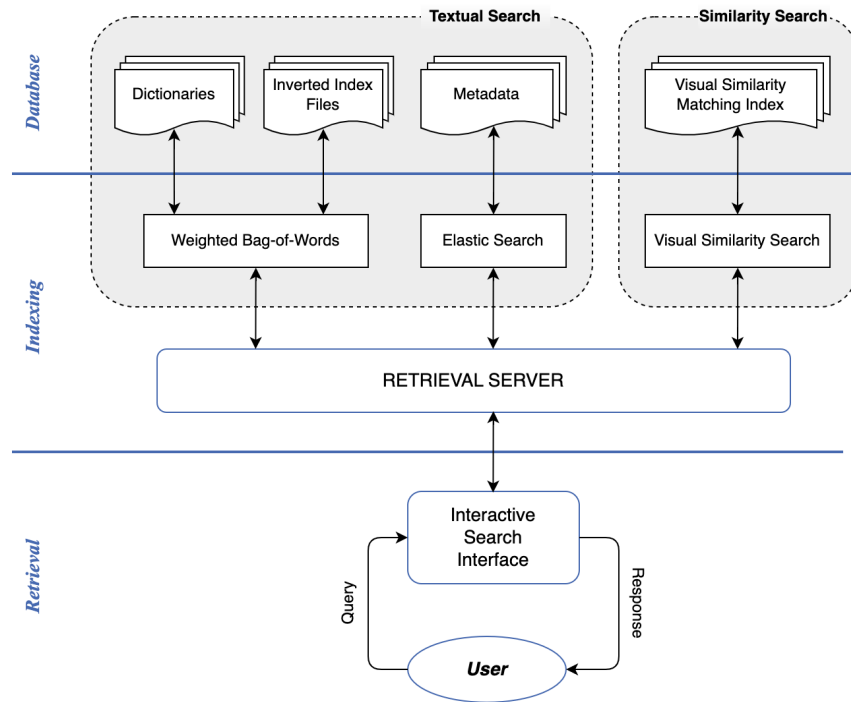 Textual Search
Similarity Search
Database
Dictionaries
Inverted Index
Files
Metadata
Visual Similarity
Matching Index
Indexing
Weighted Bag-of-Words
Elastic Search
Visual Similarity Search
RETRIEVAL SERVER
Retrieval
Interactive
Search
Interface
Query
Response
User